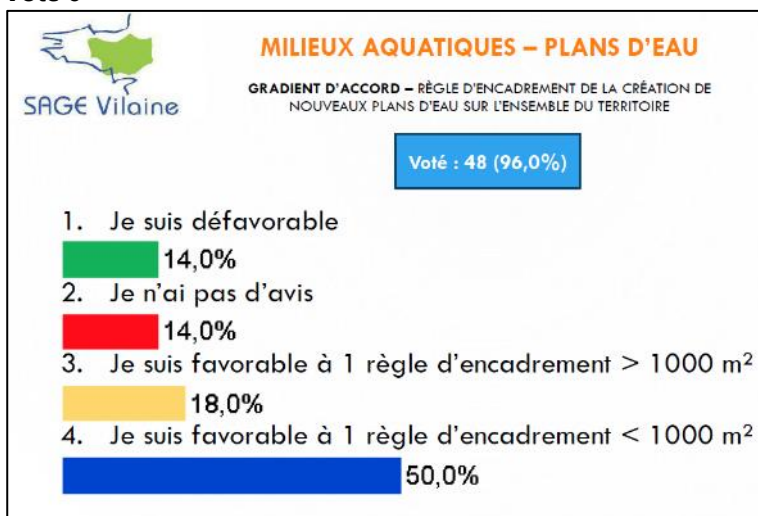 MILIEUX AQUATIQUES – PLANS D'EAU
SAGE Vilaine
GRADIENT D'ACCORD – RÈGLE D'ENCADREMENT DE LA CRÉATION DE
NOUVEAUX PLANS D'EAU SUR L'ENSEMBLE DU TERRITOIRE
Voté : 48 (96,0%)
1. Je suis défavorable
14,0%
2. Je n'ai pas d'avis
14,0%
3. Je suis favorable à 1 règle d'encadrement > 1000 m²
18,0%
4. Je suis favorable à 1 règle d'encadrement < 1000 m²
50,0%